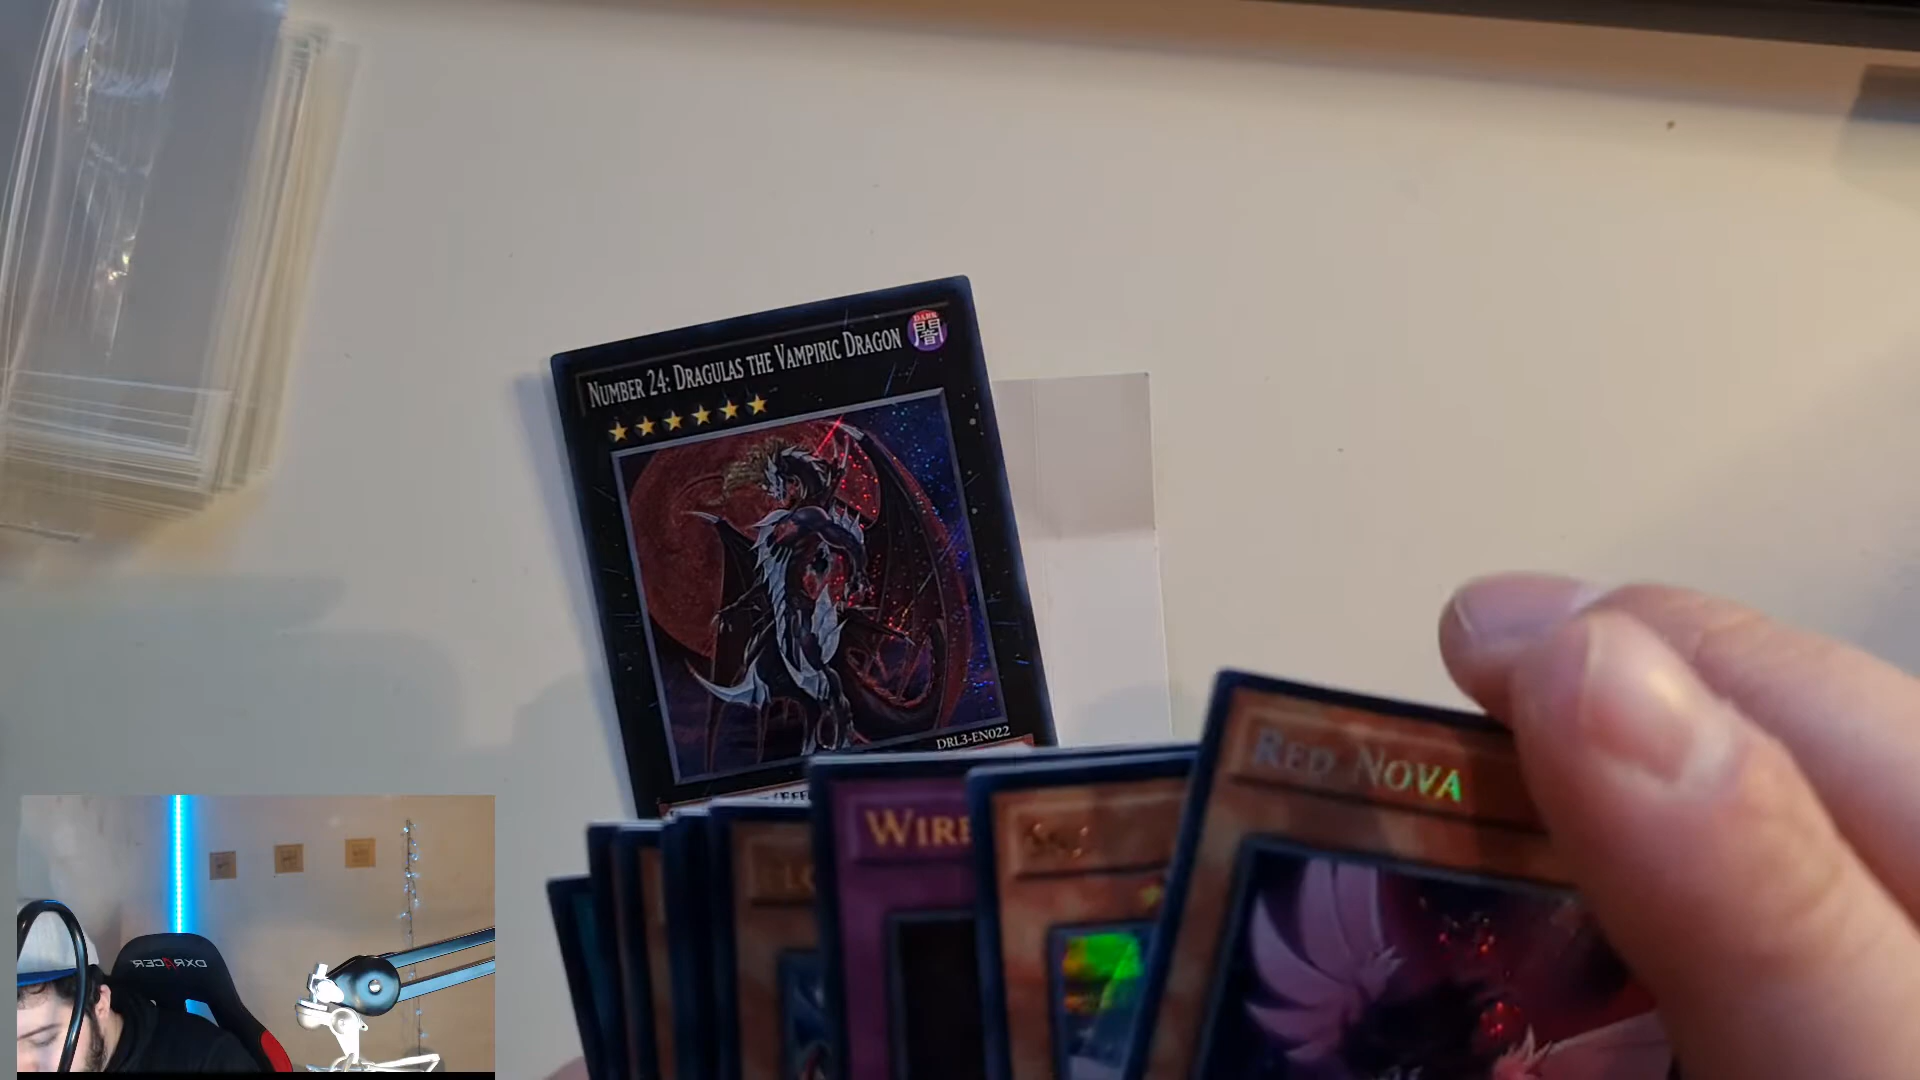 NUMBER 24: DRAGULAS THE VAMPIRIC DRAGON
DARK
闇
DRL3-EN022
RED NOVA
WIRE
DXRACER